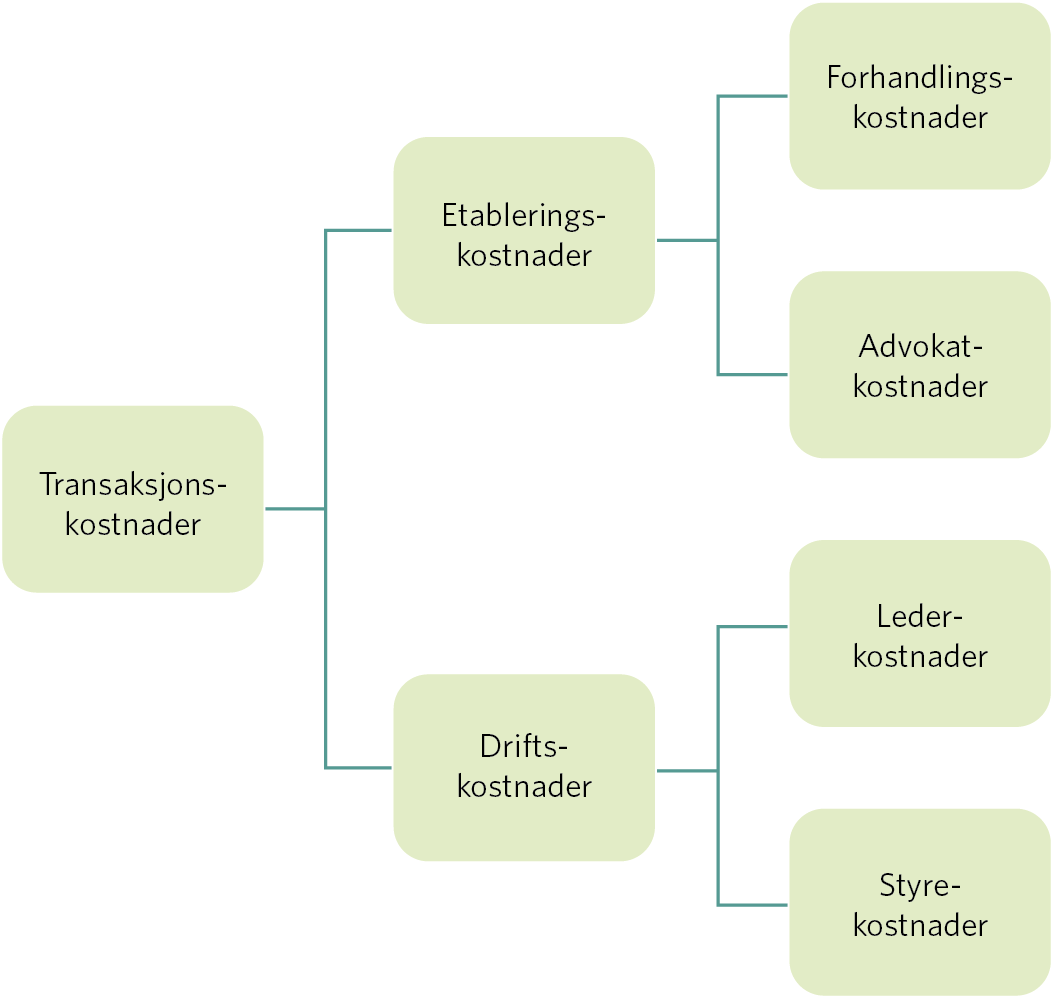 Transaksjons-
kostnader
Etablerings-
kostnader
Forhandlings-
kostnader
Advokat-
kostnader
Drifts-
kostnader
Leder-
kostnader
Styre-
kostnader